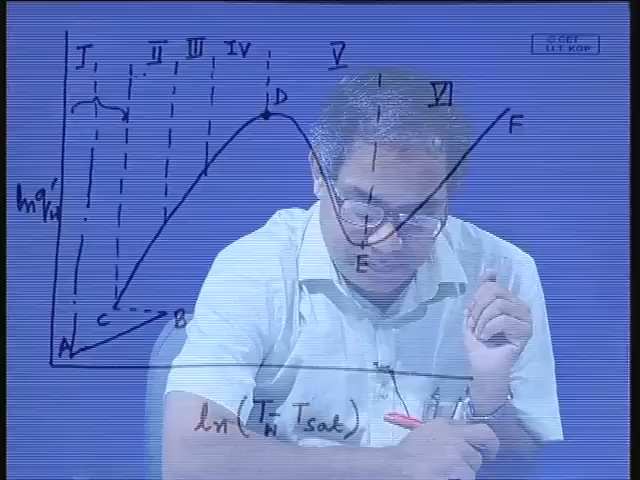 © CET
I.I.T. KGP
I II III IV V VI
D
F
ln q″w
E
C B
A
ln (Tw - Tsat)